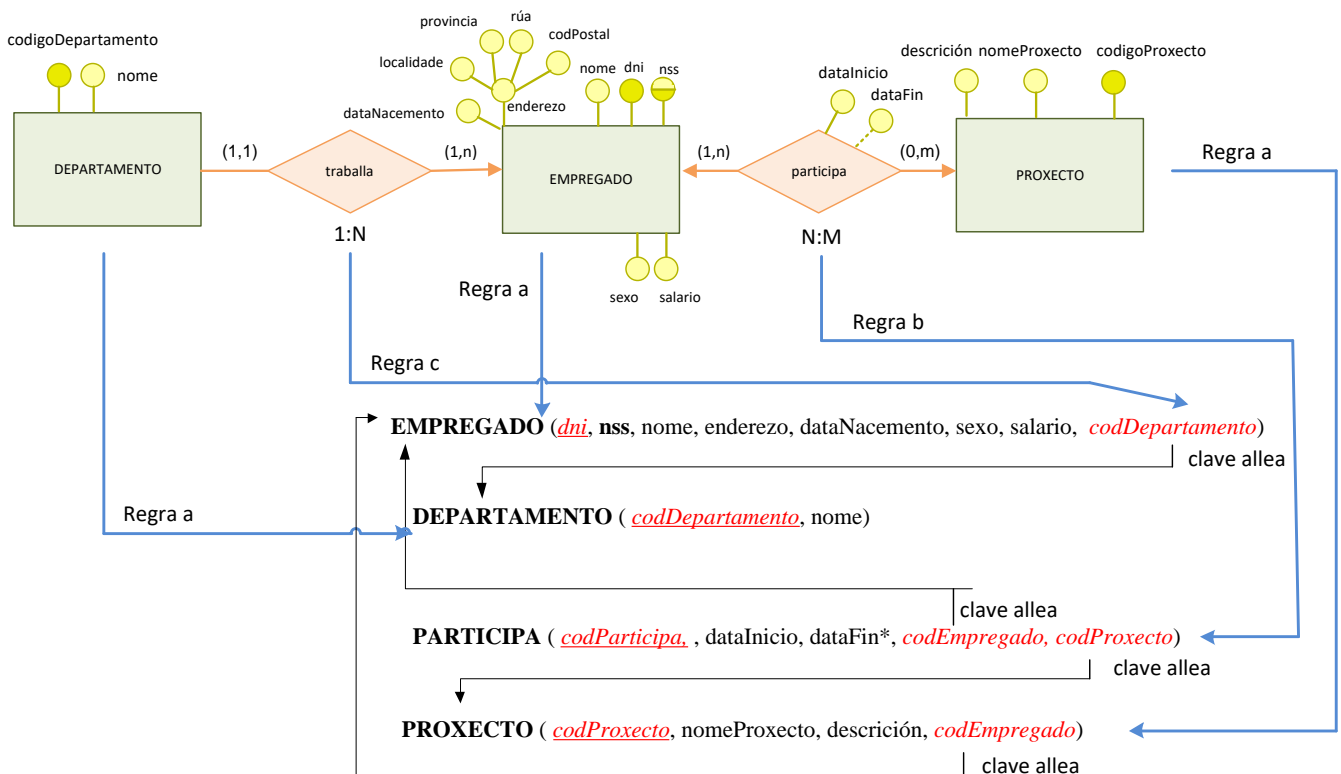 provincia
rúa
codPostal
codigoDepartamento
nome
localidade
dataNacemento
enderezo
nome
dni
nss
dataInicio
dataFin
descrición
nomeProxecto
codigoProxecto
DEPARTAMENTO
(1,1)
traballa
(1,n)
EMPREGADO
(1,n)
participa
(0,m)
PROXECTO
Regra a
1:N
N:M
Regra a
sexo
salario
Regra b
Regra c
EMPREGADO (dni, nss, nome, enderezo, dataNacemento, sexo, salario, codDepartamento)
clave allea
Regra a
DEPARTAMENTO ( codDepartamento, nome)
clave allea
PARTICIPA ( codParticipa, , dataInicio, dataFin*, codEmpregado, codProxecto)
clave allea
PROXECTO ( codProxecto, nomeProxecto, descrición, codEmpregado)
clave allea